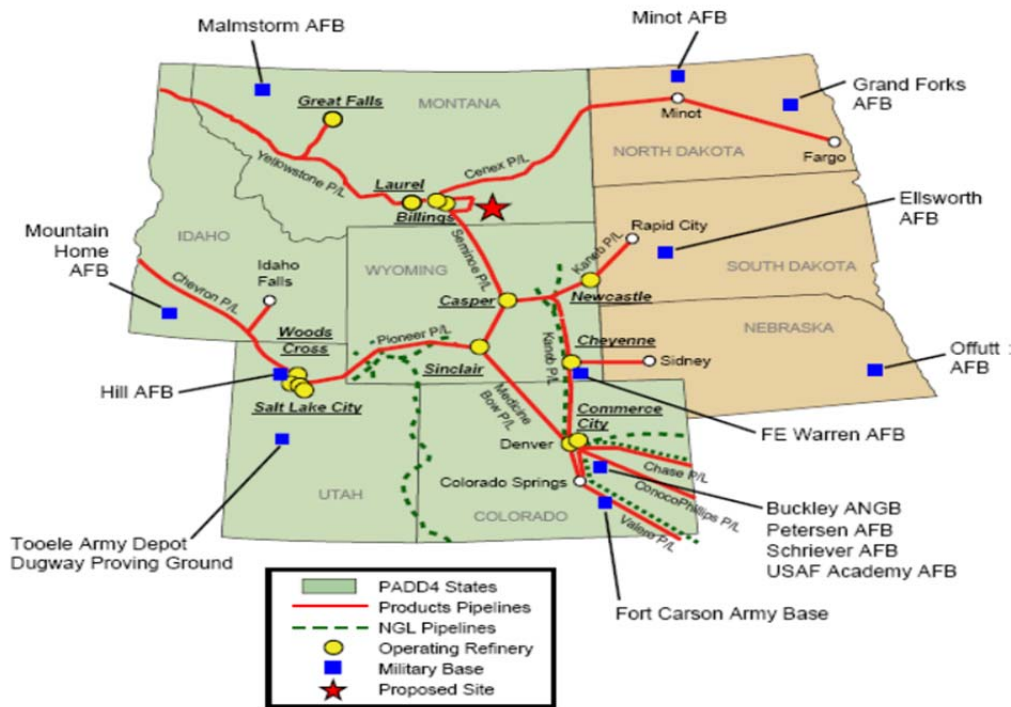 Malmstorm AFB
Minot AFB
Grand Forks
AFB
Great Falls
MONTANA
Minot
NORTH DAKOTA
Fargo
Yellowstone P/L
Cenex P/L
Laurel
Billings
Ellsworth
AFB
Mountain
Home
AFB
IDAHO
Idaho
Falls
WYOMING
Seminoe P/L
Rapid City
Kaneb P/L
SOUTH DAKOTA
Chevron P/L
Casper
Newcastle
NEBRASKA
Woods
Cross
Pioneer P/L
Kaneb P/L
Cheyenne
Sidney
Offutt :
AFB
Hill AFB
Sinclair
Salt Lake City
Medicine
Bow P/L
Commerce
City
FE Warren AFB
Denver
Chase P/L
Colorado Springs
ConocoPhillips P/L
Valero P/L
UTAH
COLORADO
Buckley ANGB
Petersen AFB
Schriever AFB
USAF Academy AFB
Tooele Army Depot
Dugway Proving Ground
Fort Carson Army Base
PADD4 States
Products Pipelines
NGL Pipelines
Operating Refinery
Military Base
Proposed Site